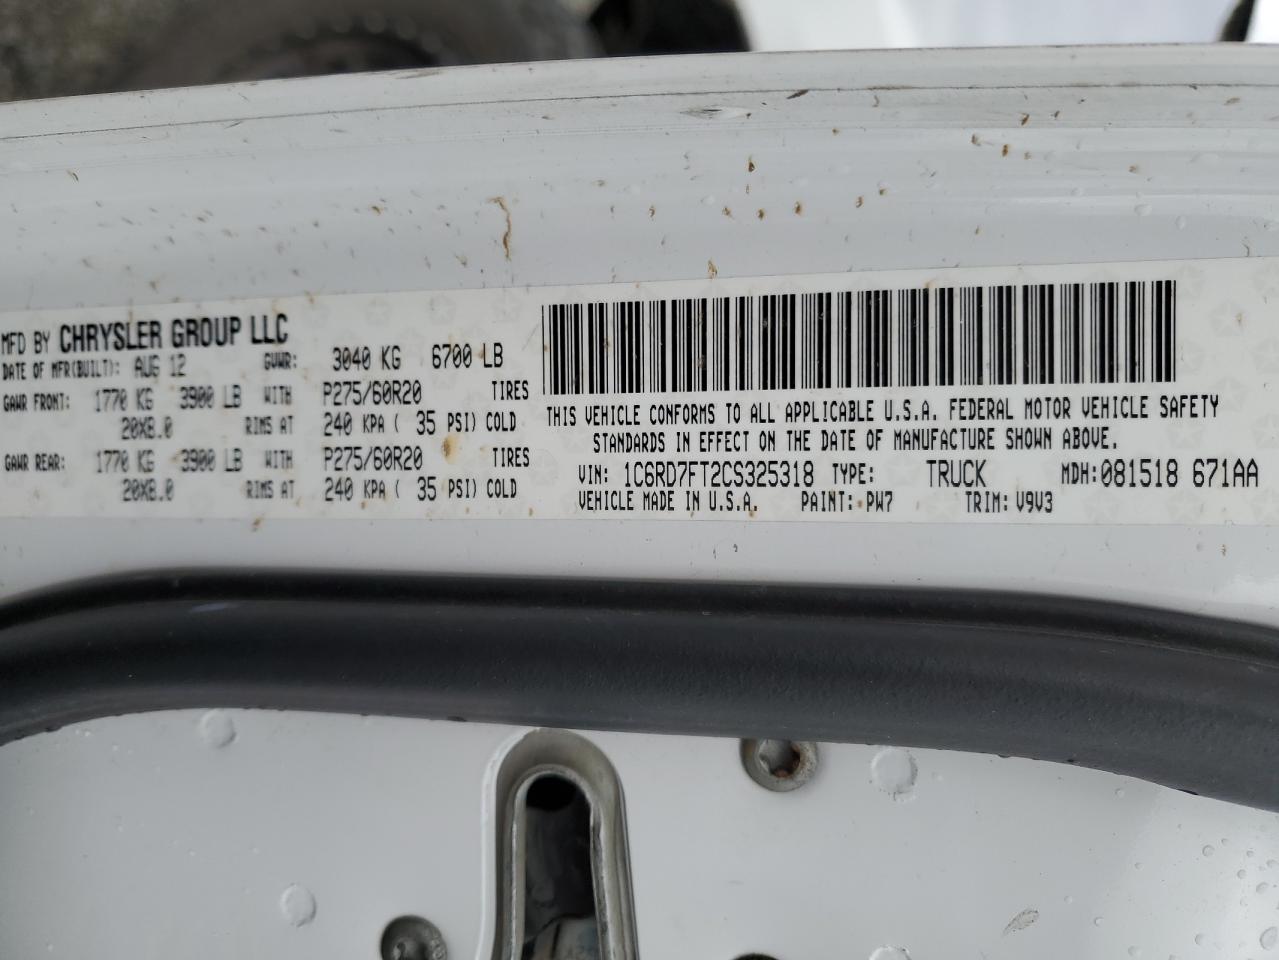 MFD BY CHRYSLER GROUP LLC
DATE OF MFR(BUILT): AUG 12 GVWR: 3040 KG 6700 LB
GAWR FRONT: 1770 KG 3900 LB WITH P275/60R20 TIRES
20X8.0 RIMS AT 240 KPA ( 35 PSI) COLD
GAWR REAR: 1770 KG 3900 LB WITH P275/60R20 TIRES
20X8.0 RIMS AT 240 KPA ( 35 PSI) COLD
THIS VEHICLE CONFORMS TO ALL APPLICABLE U.S.A. FEDERAL MOTOR VEHICLE SAFETY
STANDARDS IN EFFECT ON THE DATE OF MANUFACTURE SHOWN ABOVE.
VIN: 1C6RD7FT2CS325318 TYPE: TRUCK MDH:081518 671AA
VEHICLE MADE IN U.S.A. PAINT: PW7 TRIM: V9V3